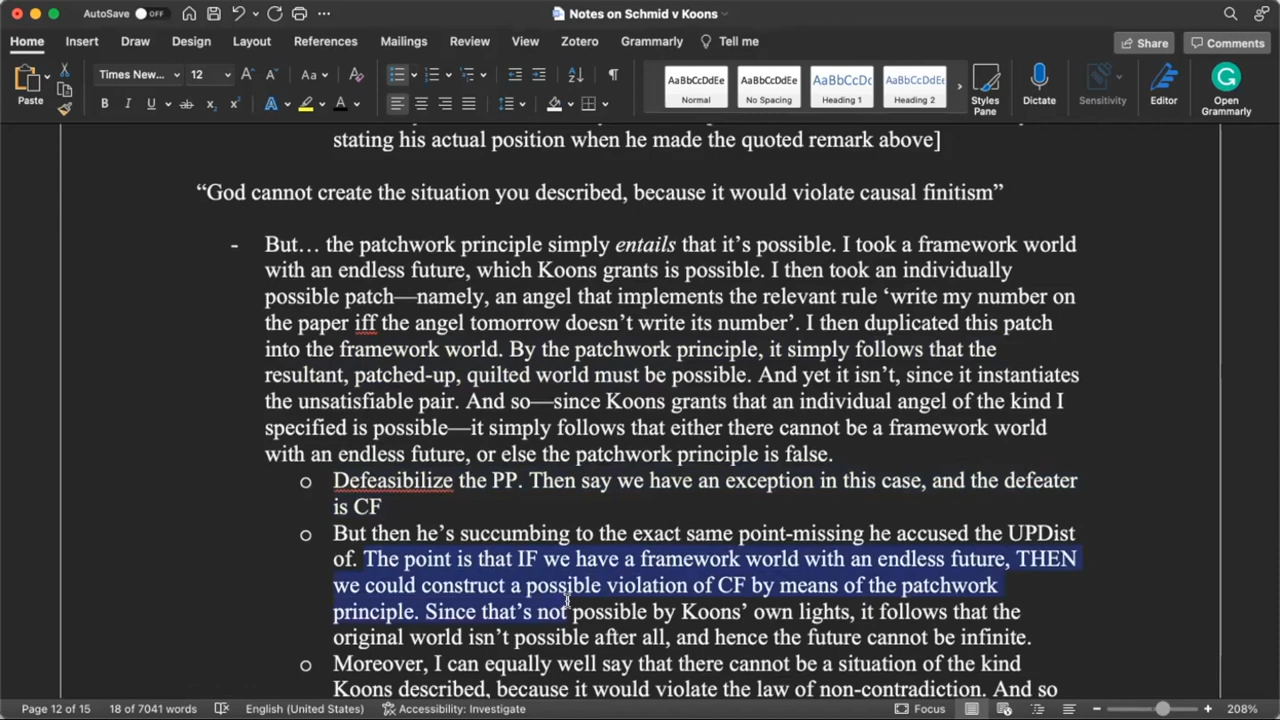 AutoSave OFF
Notes on Schmid v Koons
Home Insert Draw Design Layout References Mailings Review View Zotero Grammarly Tell me Share Comments
Paste
Times New... 12
Aa
B I U ab x₂ x² A A
AaBbCcDdEe AaBbCcDdEe AaBbCcDc AaBbCcDdEe
Normal No Spacing Heading 1 Heading 2
Styles Pane
Dictate
Sensitivity
Editor
Open Grammarly
stating his actual position when he made the quoted remark above]
“God cannot create the situation you described, because it would violate causal finitism”
- But… the patchwork principle simply entails that it’s possible. I took a framework world
with an endless future, which Koons grants is possible. I then took an individually
possible patch—namely, an angel that implements the relevant rule ‘write my number on
the paper iff the angel tomorrow doesn’t write its number’. I then duplicated this patch
into the framework world. By the patchwork principle, it simply follows that the
resultant, patched-up, quilted world must be possible. And yet it isn’t, since it instantiates
the unsatisfiable pair. And so—since Koons grants that an individual angel of the kind I
specified is possible—it simply follows that either there cannot be a framework world
with an endless future, or else the patchwork principle is false.
o Defeasibilize the PP. Then say we have an exception in this case, and the defeater
is CF
o But then he’s succumbing to the exact same point-missing he accused the UPDist
of. The point is that IF we have a framework world with an endless future, THEN
we could construct a possible violation of CF by means of the patchwork
principle. Since that’s not possible by Koons’ own lights, it follows that the
original world isn’t possible after all, and hence the future cannot be infinite.
o Moreover, I can equally well say that there cannot be a situation of the kind
Koons described, because it would violate the law of non-contradiction. And so
Page 12 of 15 18 of 7041 words English (United States) Accessibility: Investigate Focus 208%